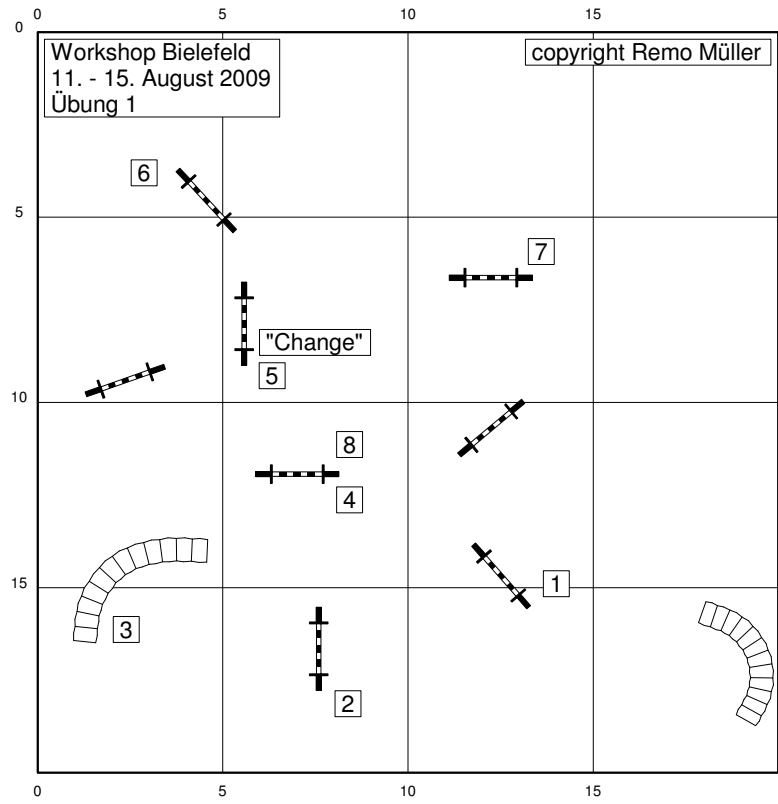 0 5 10 15
0
Workshop Bielefeld
11. - 15. August 2009
Übung 1
copyright Remo Müller
6
5
7
"Change"
5
10
8
4
15
1
3
2
0 5 10 15